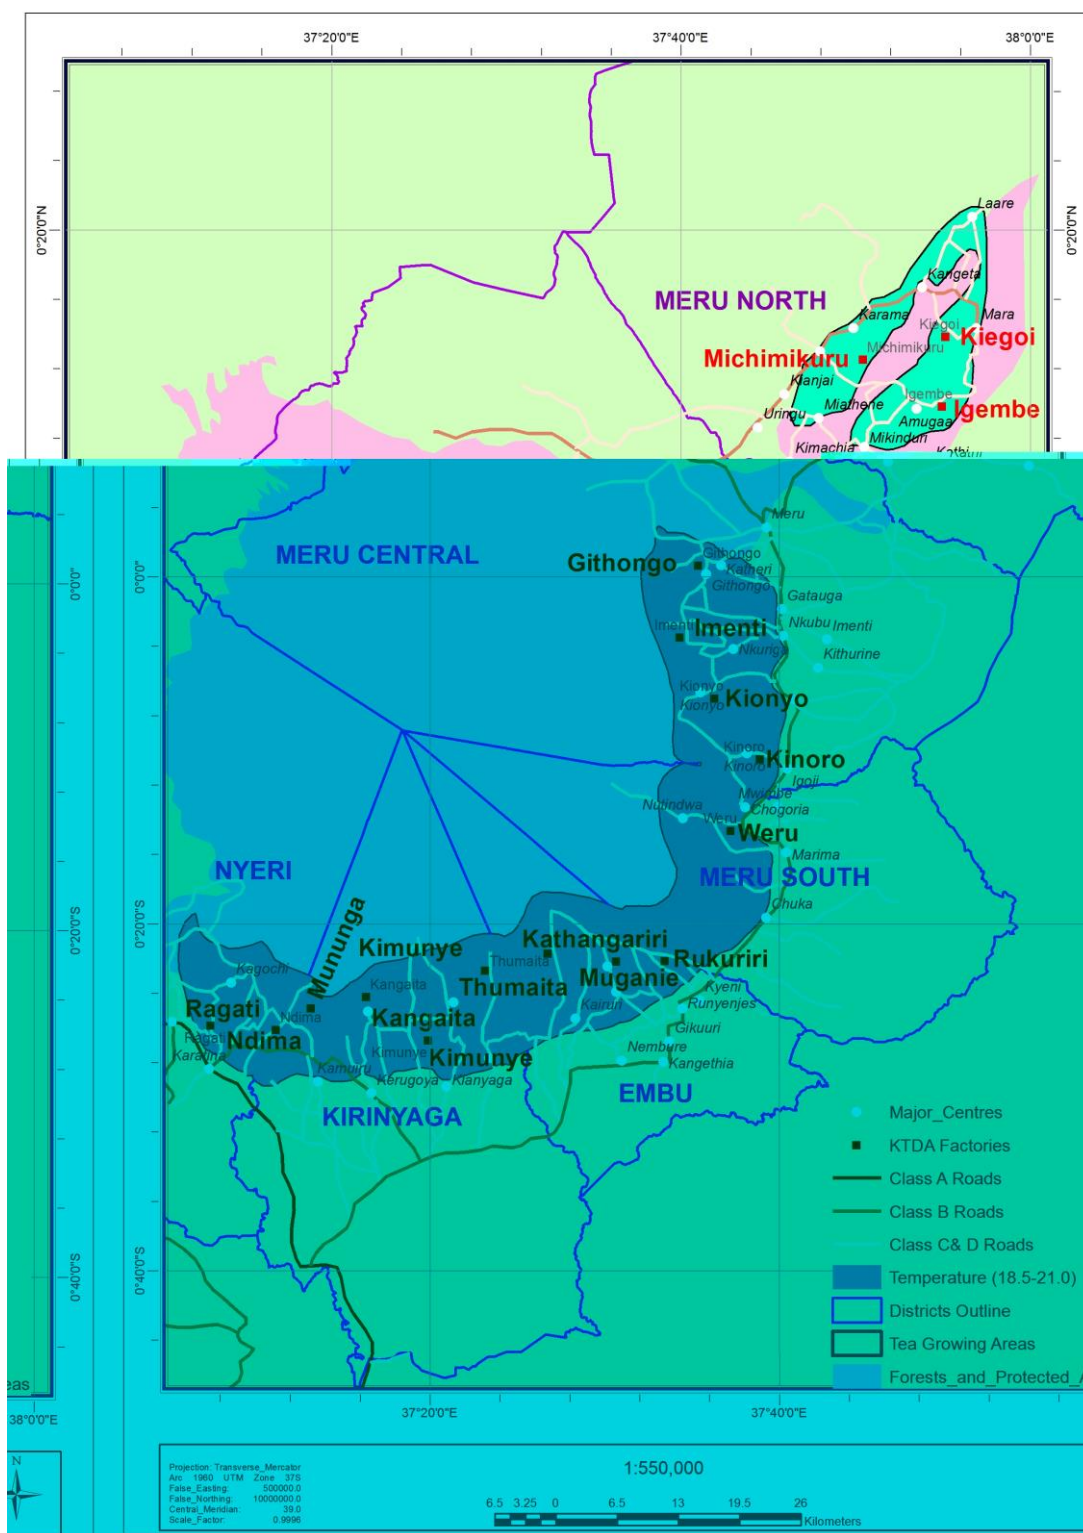 37°20'0"E
37°40'0"E
38°0'0"E
0°20'0"N
0°20'0"N
Laare
Kangeta
MERU NORTH
Karama
Mara
Kiegoi
Kiegoi
Michimikuru
Michimikuru
Kianjai
Igembe
Igembe
Miathene
Uringu
Amugaa
Kimachia
Mikinduri
Meru
MERU CENTRAL
Githongo
Githongo
Katheri
Githongo
0°0'0"
0°0'0"
Gatauga
Imenti
Imenti
Nkubu
Imenti
Nkunga
Kithurine
Kionyo
Kionyo
Kionyo
Kinoro
Kinoro
Kinoro
Igoji
Mwimbe
Ntutindwa
Chogoria
Weru
Weru
Marima
NYERI
MERU SOUTH
Chuka
0°20'0"S
0°20'0"S
Mununga
Kimunye
Kathangariri
Thumaita
Rukuriri
Kagochi
Muganie
Thumaita
Kangaita
Kyeni
Ragati
Runyenjes
Ndima
Kangaita
Kairuri
Ragati
Ndima
Gikuuri
Karatina
Kimunye
Kimunye
Nembure
Kangethia
Kamuiru
Kerugoya
Kianyaga
EMBU
KIRINYAGA
Major_Centres
KTDA Factories
Class A Roads
Class B Roads
Class C& D Roads
0°40'0"S
0°40'0"S
Temperature (18.5-21.0)
Districts Outline
Tea Growing Areas
eas
Forests_and_Protected_A
38°0'0"E
37°20'0"E
37°40'0"E
N
Projection: Transverse_Mercator
Arc 1960 UTM Zone 37S
False_Easting: 500000.0
False_Northing: 10000000.0
Central_Meridian: 39.0
Scale_Factor: 0.9996
1:550,000
6.5 3.25 0 6.5 13 19.5 26
Kilometers